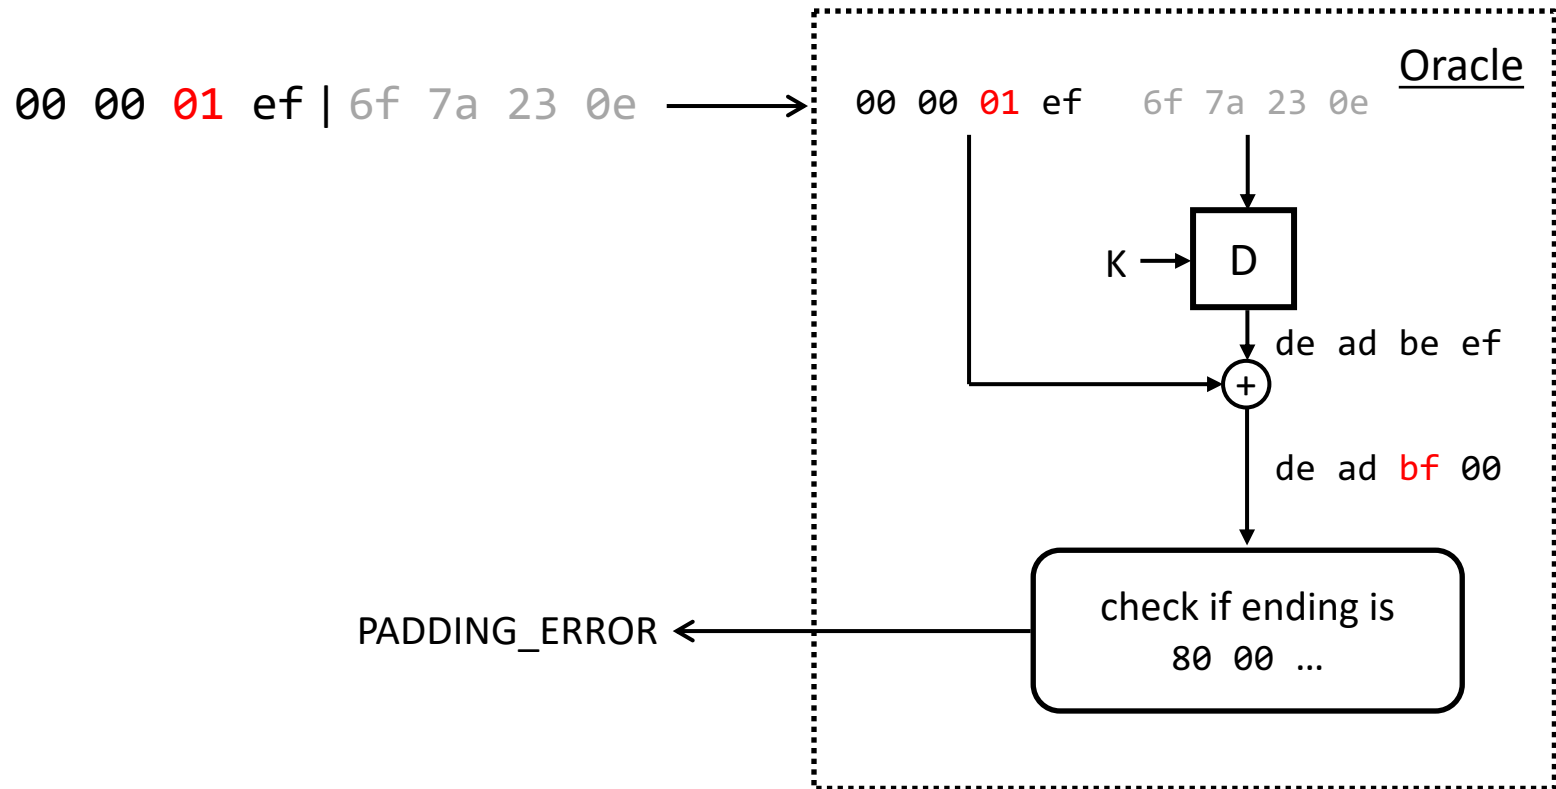 Oracle
00 00 01 ef | 6f 7a 23 0e
00 00 01 ef 6f 7a 23 0e
K
D
de ad be ef
+
de ad bf 00
check if ending is
80 00 …
PADDING_ERROR